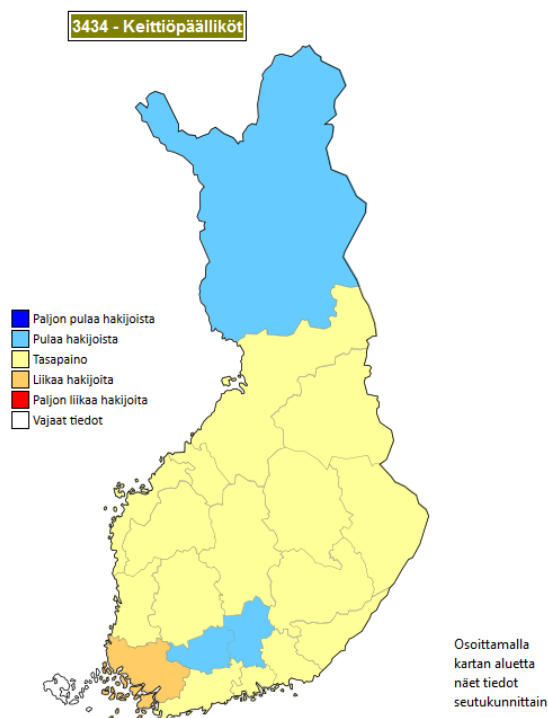 3434 - Keittiöpäälliköt
Paljon pulaa hakijoista
Pulaa hakijoista
Tasapaino
Liikaa hakijoita
Paljon liikaa hakijoita
Vajaat tiedot
Osoittamalla
kartan aluetta
näet tiedot
seutukunnittain